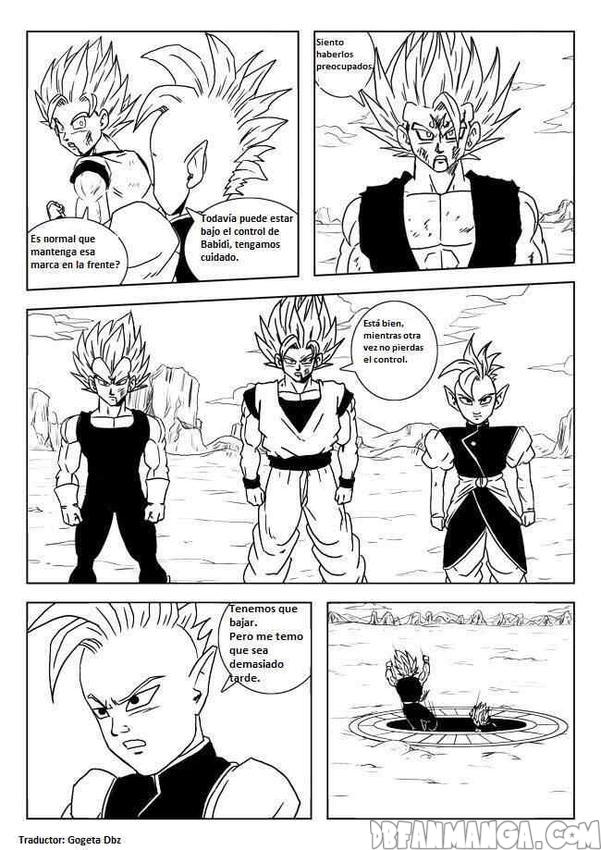 Es normal que
mantenga esa
marca en la frente?
Todavía puede estar
bajo el control de
Babidi, tengamos
cuidado.
Siento
haberlos
preocupados.
Está bien,
mientras otra
vez no pierdas
el control.
Tenemos que
bajar.
Pero me temo
que sea
demasiado
tarde.
Traductor: Gogeta Dbz
DBFANMANGA.COM